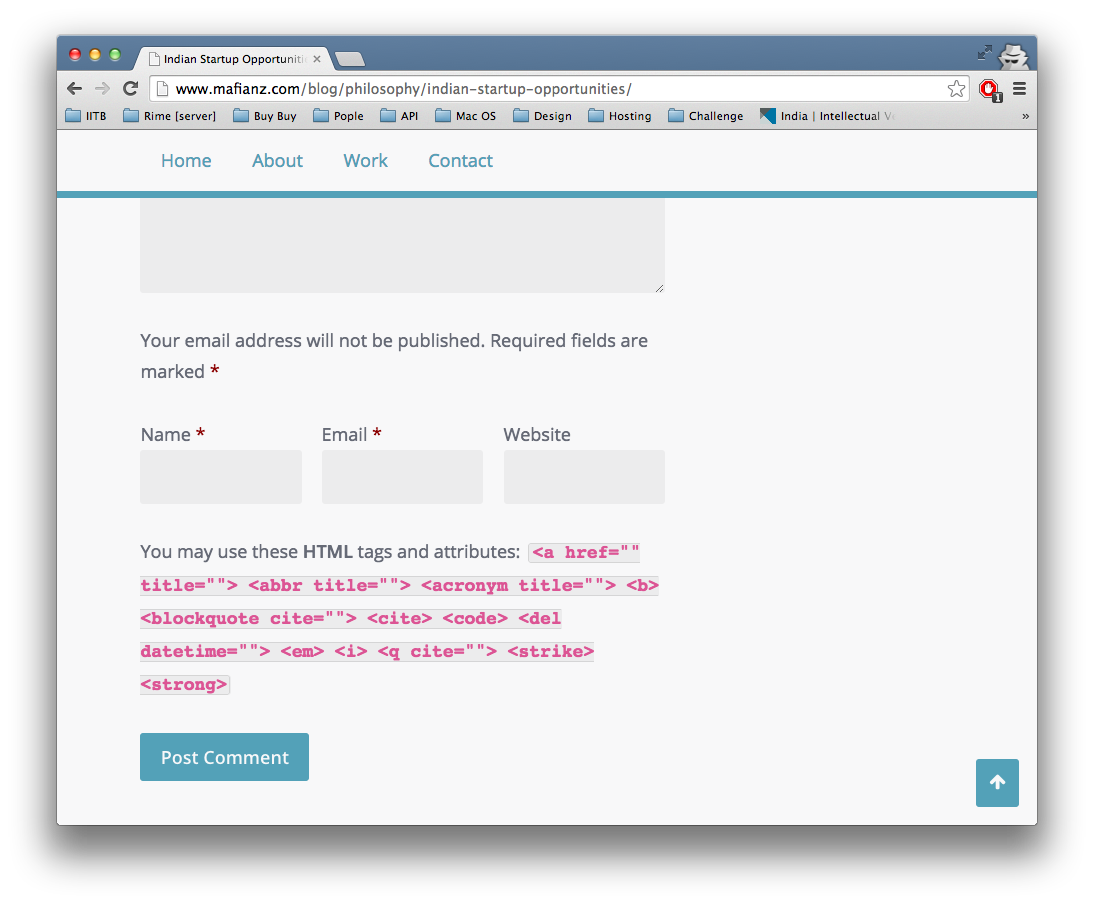 Indian Startup Opportuniti
www.mafianz.com/blog/philosophy/indian-startup-opportunities/
1
IITB Rime [server] Buy Buy Pople API Mac OS Design Hosting Challenge India | Intellectual V »
Home About Work Contact
Your email address will not be published. Required fields are
marked *
Name * Email * Website
You may use these HTML tags and attributes: <a href=""
title=""> <abbr title=""> <acronym title=""> <b>
<blockquote cite=""> <cite> <code> <del
datetime=""> <em> <i> <q cite=""> <strike>
<strong>
Post Comment